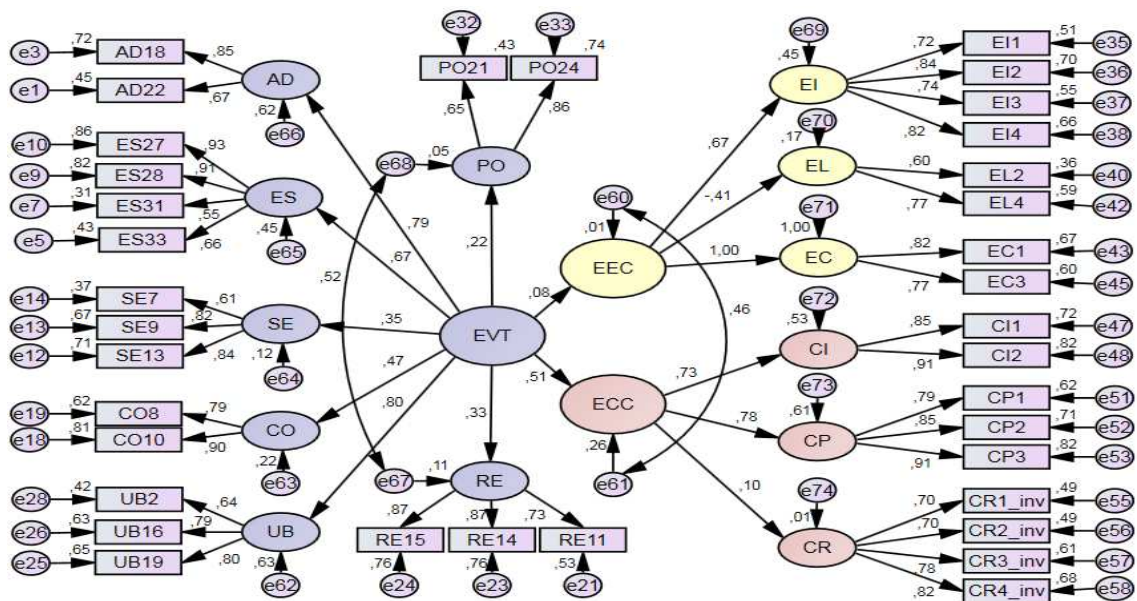 e3 ,72 AD18 ,85 AD
e1 ,45 AD22 ,67
,62 e66
e10 ,86 ES27 ,93
e9 ,82 ES28 ,91 ES
e7 ,31 ES31 ,55
e5 ,43 ES33 ,66
,45 e65
e14 ,37 SE7 ,61
e13 ,67 SE9 ,82 SE
e12 ,71 SE13 ,84
,12 e64
e19 ,62 CO8 ,79 CO
e18 ,81 CO10 ,90
,22 e63
e28 ,42 UB2 ,64
e26 ,63 UB16 ,79 UB
e25 ,65 UB19 ,80
,63 e62
e32 e33
PO21 ,43 PO24 ,74
,65 ,86
e68 ,05 PO
,79
,67
,22
,52
,35 EVT
,47
,80
,33
,08
,51
e67 ,11 RE
,87 ,87 ,73
RE15 RE14 RE11
,76 ,76 ,53
e24 e23 e21
e60
,01
EEC
,67
-,41
1,00
,46
ECC
,26
e61
,73
,78
,10
e69
,45 EI
,72 EI1 ,51 e35
,84 EI2 ,70 e36
,74 EI3 ,55 e37
,82 EI4 ,66 e38
e70
,17 EL
,60 EL2 ,36 e40
,77 EL4 ,59 e42
e71
1,00 EC
,82 EC1 ,67 e43
,77 EC3 ,60 e45
e72
,53 CI
,85 CI1 ,72 e47
,91 CI2 ,82 e48
e73
,61 CP
,79 CP1 ,62 e51
,85 CP2 ,71 e52
,91 CP3 ,82 e53
e74
,01 CR
,70 CR1_inv ,49 e55
,70 CR2_inv ,49 e56
,78 CR3_inv ,61 e57
,82 CR4_inv ,68 e58